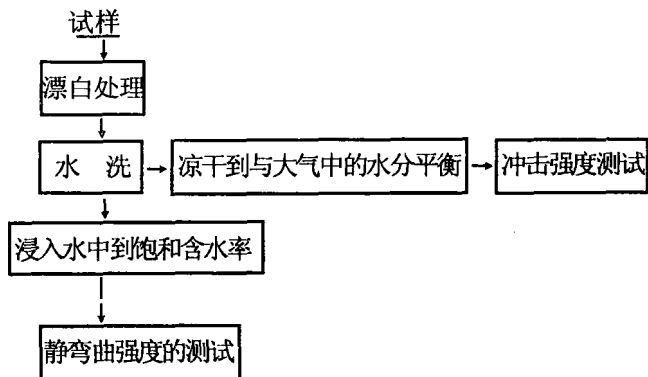 试样
漂白处理
水 洗
凉干到与大气中的水分平衡
冲击强度测试
浸入水中到饱和含水率
静弯曲强度的测试